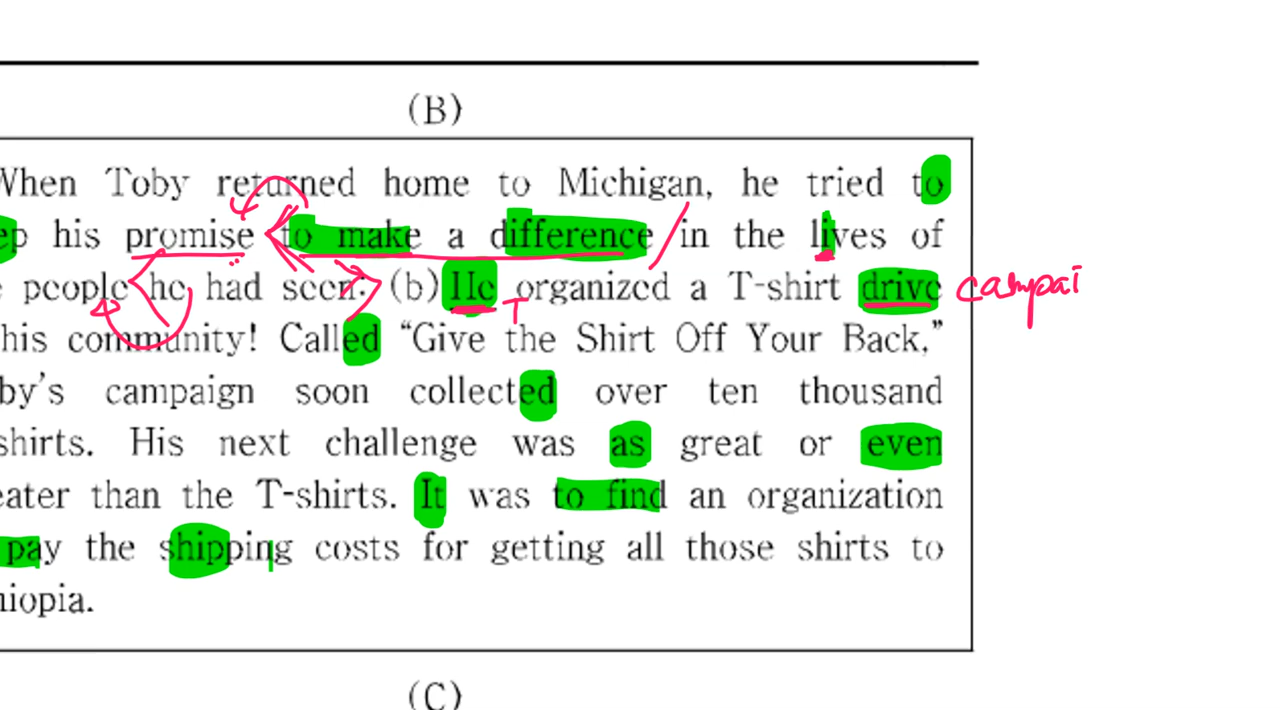 (B)
When Toby returned home to Michigan, he tried to
ep his promise to make a difference in the lives of
e people he had seen: (b) He organized a T-shirt drive campai
T
his community! Called “Give the Shirt Off Your Back,”
by's campaign soon collected over ten thousand
shirts. His next challenge was as great or even
eater than the T-shirts. It was to find an organization
pay the shipping costs for getting all those shirts to
hiopia.
(C)